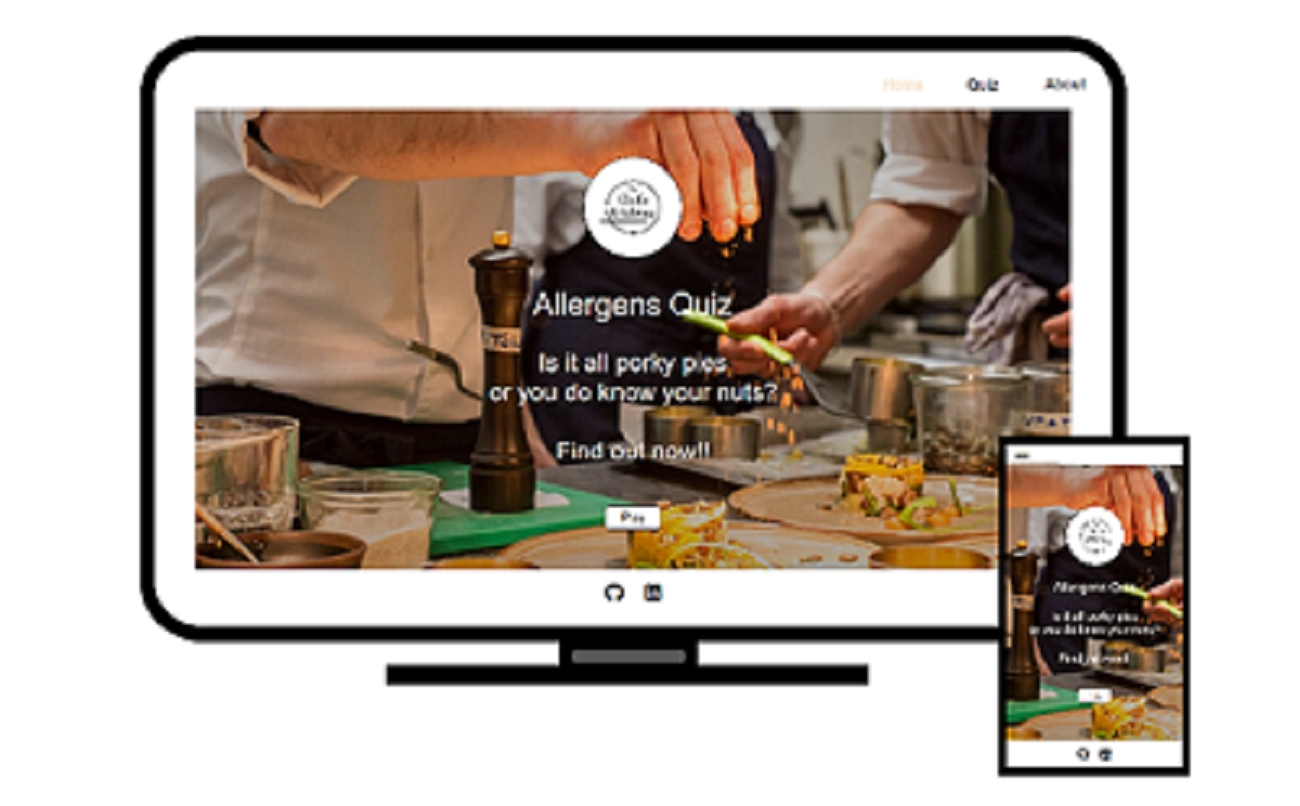 Home Quiz About
Allergens Quiz
Is it all porky pies
or you do know your nuts?
Find out now!!
Play
Allergens Quiz
Is it all porky pies
or you do know your nuts?
Find out now!!